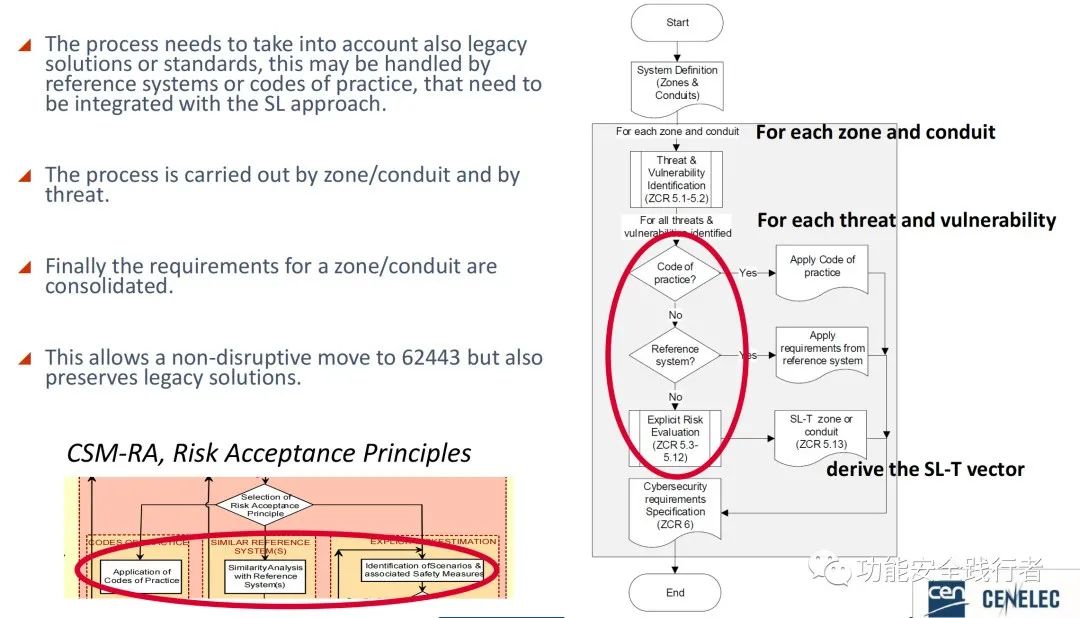 The process needs to take into account also legacy
solutions or standards, this may be handled by
reference systems or codes of practice, that need to
be integrated with the SL approach.
The process is carried out by zone/conduit and by
threat.
Finally the requirements for a zone/conduit are
consolidated.
This allows a non-disruptive move to 62443 but also
preserves legacy solutions.
CSM-RA, Risk Acceptance Principles
Selection of
Risk Acceptance
Principle
SIMILAR REFERENCE
SYSTEM(S)
Application of
Codes of Practice
Similarity Analysis
with Reference
System(s)
Identification of Scenarios &
associated Safety Measures
Start
System Definition
(Zones &
Conduits)
For each zone and conduit
For each zone and conduit
Threat &
Vulnerability
Identification
(ZCR 5.1-5.2)
For all threats &
vulnerabilities identified
For each threat and vulnerability
Code of
practice?
Yes
Apply Code of
practice
No
Reference
system?
Yes
Apply
requirements from
reference system
No
Explicit Risk
Evaluation
(ZCR 5.3-
5.12)
SL-T zone or
conduit
(ZCR 5.13)
derive the SL-T vector
Cybersecurity
requirements
Specification
(ZCR 6)
End
功能安全践行者
cen
CENELEC